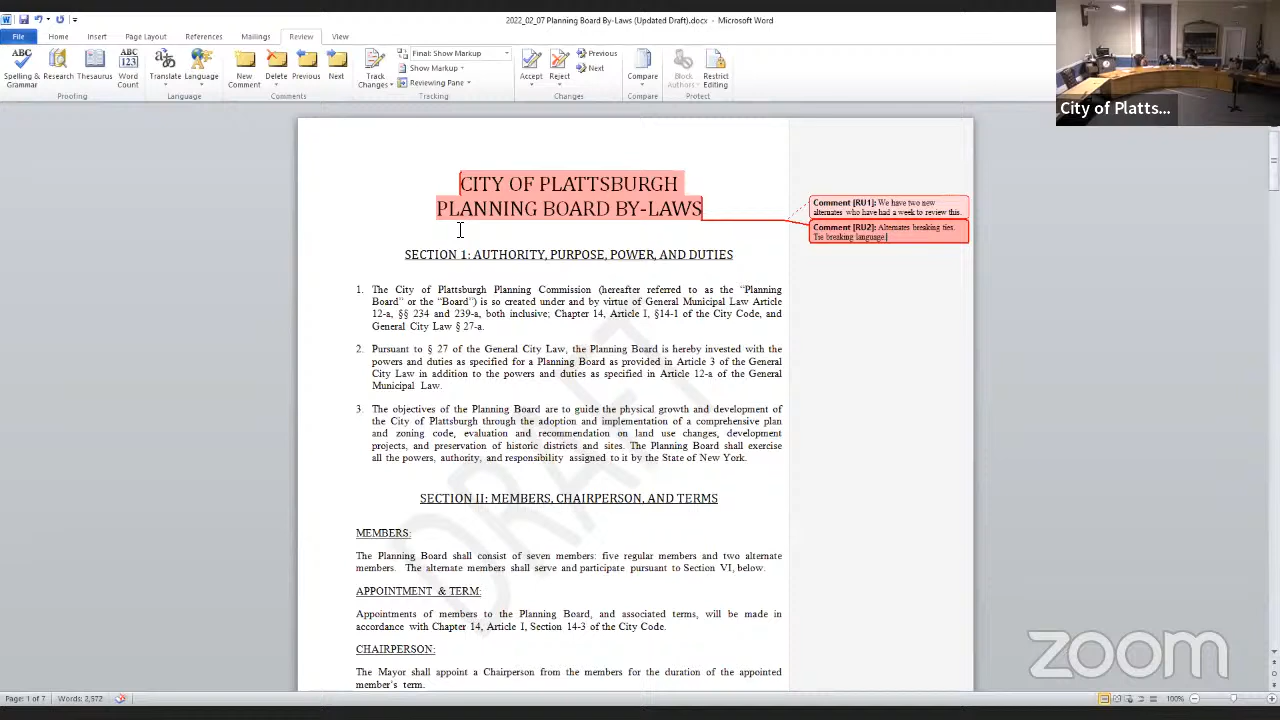 2022_02_07 Planning Board By-Laws (Updated Draft).docx - Microsoft Word
File Home Insert Page Layout References Mailings Review View
Spelling & Grammar Research Thesaurus Word Count Translate Language New Comment Delete Previous Next Track Changes Final: Show Markup Show Markup Reviewing Pane Accept Reject Previous Next Compare Block Authors Restrict Editing
Proofing Language Comments Tracking Changes Compare Protect
City of Platts...
CITY OF PLATTSBURGH
PLANNING BOARD BY-LAWS
Comment [RU1]: We have two new
alternates who have had a week to review this.
Comment [RU2]: Alternates breaking ties.
Tie breaking language.
SECTION 1: AUTHORITY, PURPOSE, POWER, AND DUTIES
1. The City of Plattsburgh Planning Commission (hereafter referred to as the “Planning
Board” or the “Board”) is so created under and by virtue of General Municipal Law Article
12-a, §§ 234 and 239-a, both inclusive; Chapter 14, Article I, §14-1 of the City Code, and
General City Law § 27-a.
2. Pursuant to § 27 of the General City Law, the Planning Board is hereby invested with the
powers and duties as specified for a Planning Board as provided in Article 3 of the General
City Law in addition to the powers and duties as specified in Article 12-a of the General
Municipal Law.
3. The objectives of the Planning Board are to guide the physical growth and development of
the City of Plattsburgh through the adoption and implementation of a comprehensive plan
and zoning code, evaluation and recommendation on land use changes, development
projects, and preservation of historic districts and sites. The Planning Board shall exercise
all the powers, authority, and responsibility assigned to it by the State of New York.
SECTION II: MEMBERS, CHAIRPERSON, AND TERMS
MEMBERS:
The Planning Board shall consist of seven members: five regular members and two alternate
members. The alternate members shall serve and participate pursuant to Section VI, below.
APPOINTMENT & TERM:
Appointments of members to the Planning Board, and associated terms, will be made in
accordance with Chapter 14, Article I, Section 14-3 of the City Code.
CHAIRPERSON:
The Mayor shall appoint a Chairperson from the members for the duration of the appointed
member's term.
DRAFT
zoom
Page: 1 of 7 Words: 2,572 100%